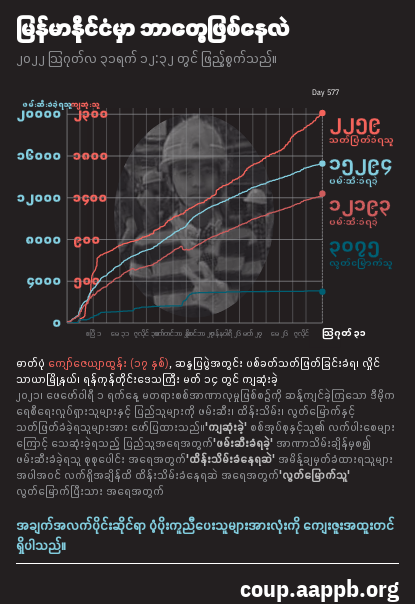 မြန်မာနိုင်ငံမှာ ဘာတွေဖြစ်နေလဲ
၂၀၂၂ ဩဂုတ်လ ၃၁ရက် ၁၂:၃၂ တွင် ဖြည့်စွက်သည်။
Day 577
ဖမ်းဆီးခံရသူ ကျဆုံးသူ
၂၀၀၀၀ ၂၃၀၀
၁၆၀၀၀ ၁၈၀၀
၁၂၀၀၀ ၁၄၀၀
၈၀၀၀ ၉၀၀
၄၀၀၀
၀
၂၂၅၉
သတ်ဖြတ်ခံရသူ
၁၅၂၉၄
ဖမ်းဆီးခံရဖူး
၁၂၁၉၃
ဖမ်းဆီးခံရဖူး
၃၀၇၅
လွတ်မြောက်သူ
ဩဂုတ် ၃၁
ဓာတ်ပုံ ကျော်ဇေယျာထွန်း (၁၇ နှစ်), ဆန္ဒပြပွဲအတွင်း ပစ်ခတ်သတ်ဖြတ်ခြင်းခံရ၊ လှိုင်
သာယာမြို့နယ်၊ ရန်ကုန်တိုင်းဒေသကြီး မတ် ၁၄ တွင် ကျဆုံးခဲ့
၂၀၂၁ ဖေဖော်ဝါရီ ၁ ရက်နေ့ မတရားစစ်အာဏာလုမှုဖြစ်စဉ်ကို ဆန့်ကျင်ခဲ့ကြသော ဒီမိုက
ရေစီရေးလှုပ်ရှားသူများနှင့် ပြည်သူများကို ဖမ်းဆီး၊ ထိန်းသိမ်း၊ လွတ်မြောက်နှင့်
သတ်ဖြတ်ခံခဲ့ရသူများအား ဖော်ပြထားသည်။'ကျဆုံးခဲ့' စစ်အုပ်စုနှင့်သူ၏ လက်ပါးစေများ
ကြောင့် သေဆုံးခဲ့ရသည့် ပြည်သူအရေအတွက်'ဖမ်းဆီးခံရခဲ့' အာဏာသိမ်းချိန်မှစ၍
ဖမ်းဆီးခံခဲ့ရသူ စုစုပေါင်း အရေအတွက်'ထိန်းသိမ်းခံနေရဆဲ' အမိန့်ချမှတ်ခံထားရသူများ
အပါအဝင် လက်ရှိအချိန်ထိ ထိန်းသိမ်းခံနေရဆဲ အရေအတွက်'လွတ်မြောက်သူ'
လွတ်မြောက်ပြီးသား အရေအတွက်
အချက်အလက်ပိုင်းဆိုင်ရာ ပံ့ပိုးကူညီပေးသူများအားလုံးကို ကျေးဇူးအထူးတင်
ရှိပါသည်။
coup.aappb.org